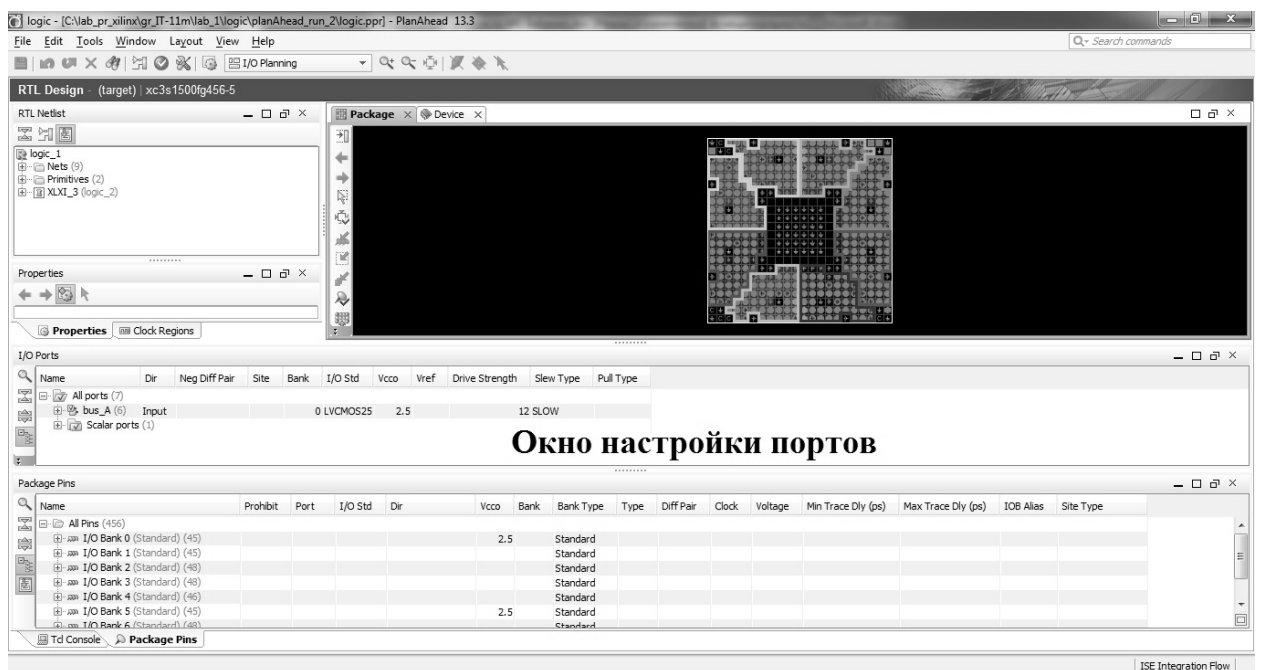 logic - [C:\lab_pr_xilinx\gr_IT-11m\lab_1\logic\planAhead_run_2\logic.ppr] - PlanAhead 13.3
File Edit Tools Window Layout View Help
Search commands
I/O Planning
RTL Design - (target) | xc3s1500fg456-5
RTL Netlist
Package
Device
logic_1
Nets (9)
Primitives (2)
XLXI_3 (logic_2)
Properties
Properties
Clock Regions
I/O Ports
Name Dir Neg Diff Pair Site Bank I/O Std Vcco Vref Drive Strength Slew Type Pull Type
All ports (7)
bus_A (6) Input 0 LVCMOS25 2.5 12 SLOW
Scalar ports (1)
Окно настройки портов
Package Pins
Name Prohibit Port I/O Std Dir Vcco Bank Bank Type Type Diff Pair Clock Voltage Min Trace Dly (ps) Max Trace Dly (ps) IOB Alias Site Type
All Pins (456)
I/O Bank 0 (Standard) (45) 2.5 Standard
I/O Bank 1 (Standard) (45) Standard
I/O Bank 2 (Standard) (48) Standard
I/O Bank 3 (Standard) (48) Standard
I/O Bank 4 (Standard) (46) Standard
I/O Bank 5 (Standard) (45) 2.5 Standard
I/O Bank 6 (Standard) (48) Standard
Tcl Console
Package Pins
ISE Integration Flow